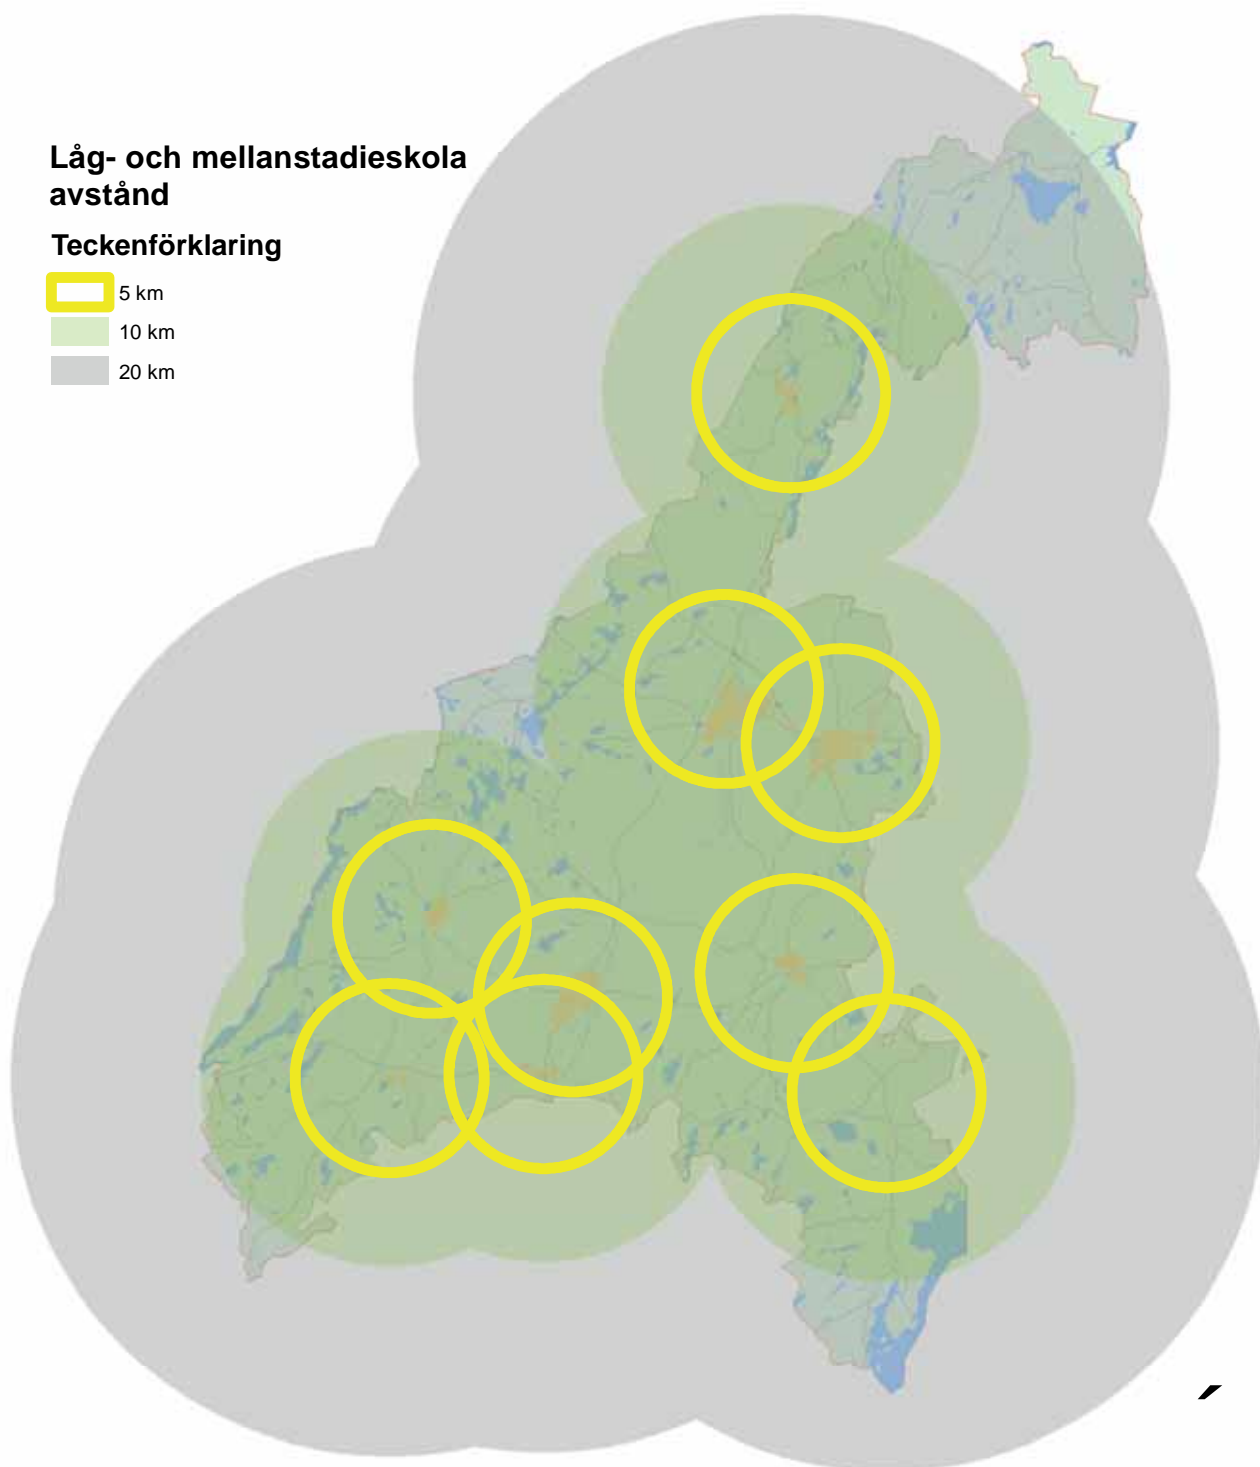 Låg- och mellanstadieskola
avstånd
Teckenförklaring
5 km
10 km
20 km